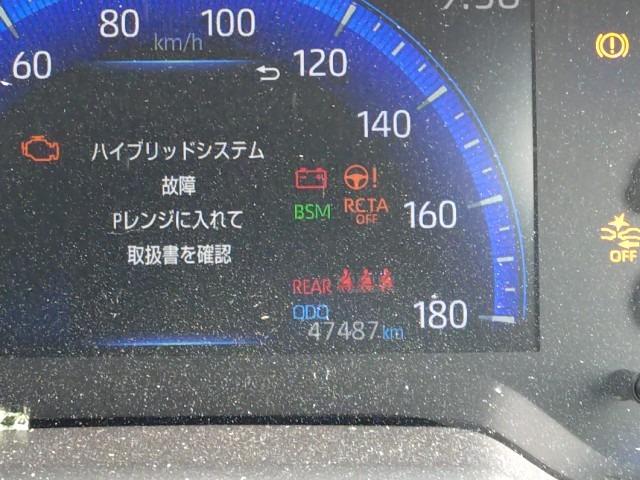 80
100
km/h
60
120
140
ハイブリッドシステム
故障
Pレンジに入れて
取扱書を確認
BSM
RCTA
OFF
160
OFF
REAR
ODO
47487 km
180